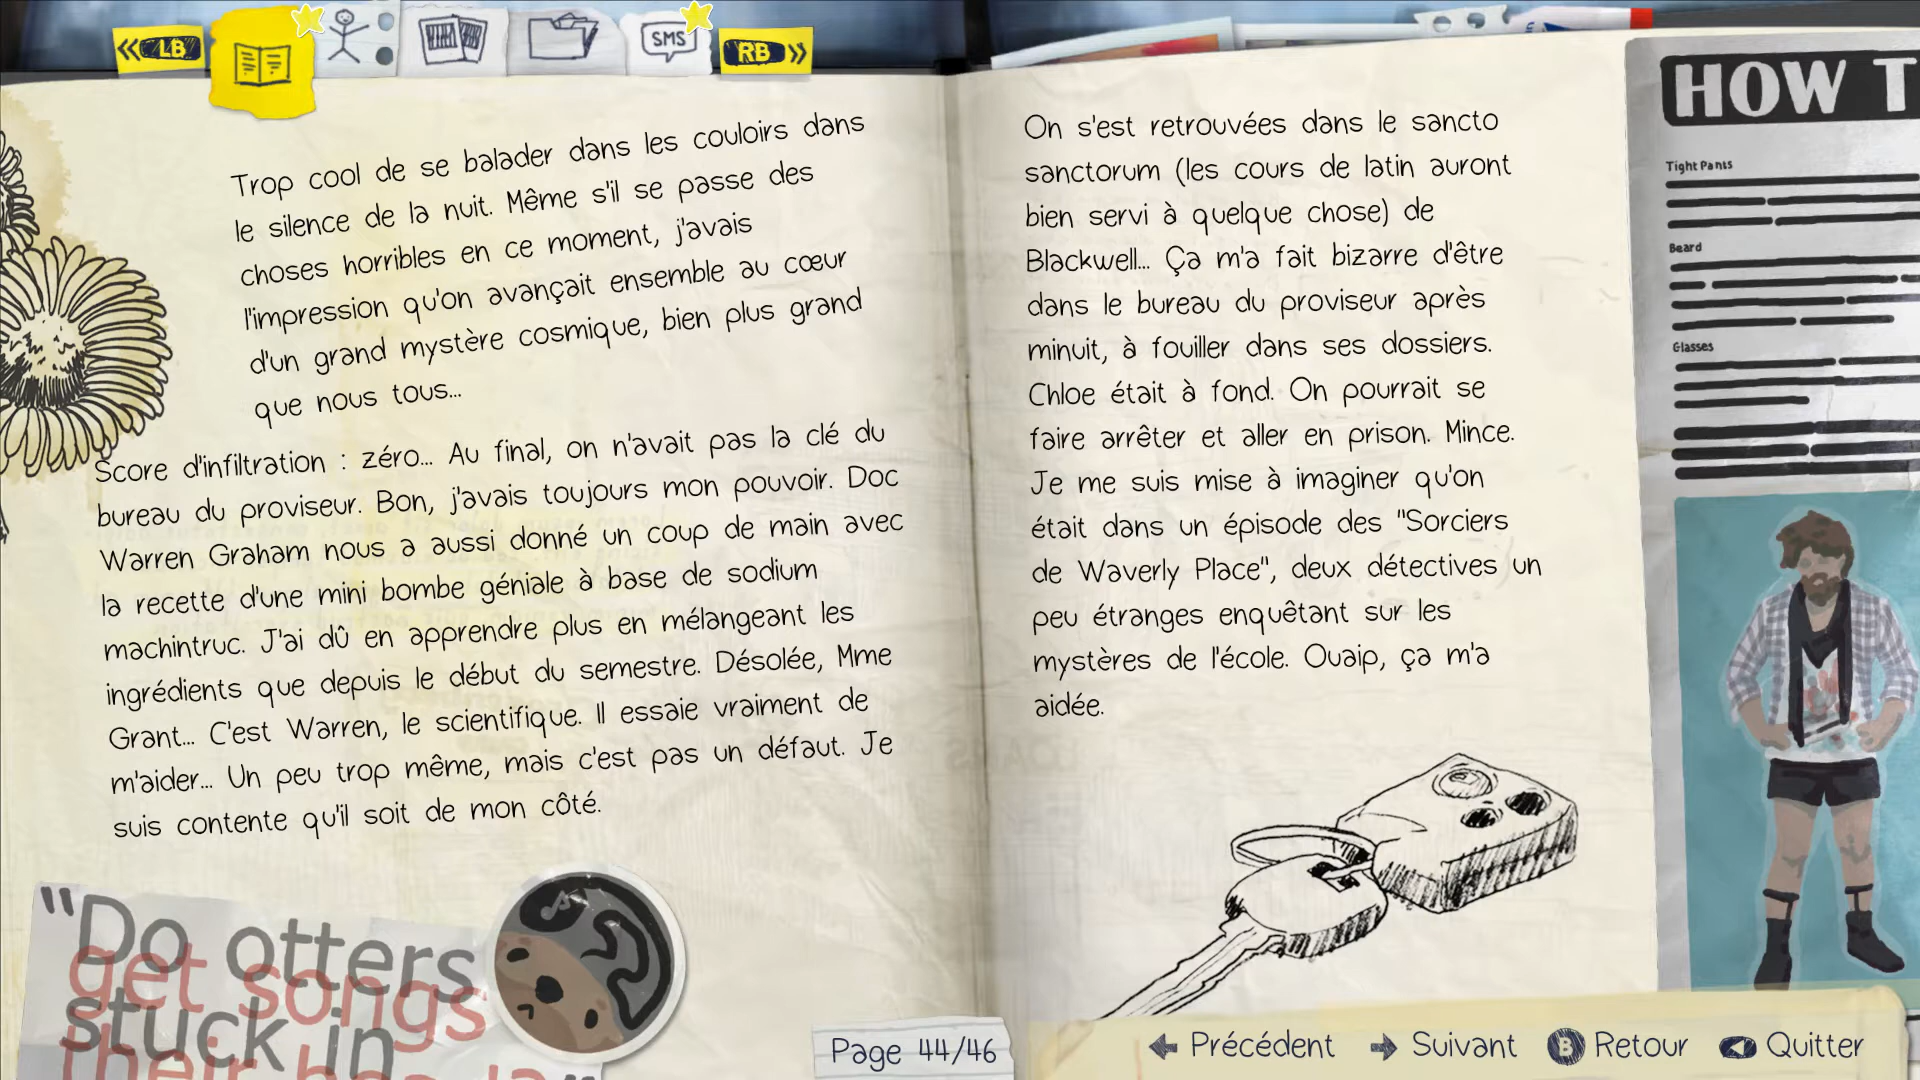 LB
SMS
RB
Trop cool de se balader dans les couloirs dans
le silence de la nuit. Même s'il se passe des
choses horribles en ce moment, j'avais
l'impression qu'on avançait ensemble au cœur
d'un grand mystère cosmique, bien plus grand
que nous tous...
Score d'infiltration : zéro... Au final, on n'avait pas la clé du
bureau du proviseur. Bon, j'avais toujours mon pouvoir. Doc
Warren Graham nous a aussi donné un coup de main avec
la recette d'une mini bombe géniale à base de sodium
machintruc. J'ai dû en apprendre plus en mélangeant les
ingrédients que depuis le début du semestre. Désolée, Mme
Grant... C'est Warren, le scientifique. Il essaie vraiment de
m'aider... Un peu trop même, mais c'est pas un défaut. Je
suis contente qu'il soit de mon côté.
"Do otters
get songs
stuck in
their
On s'est retrouvées dans le sancto
sanctorum (les cours de latin auront
bien servi à quelque chose) de
Blackwell... Ça m'a fait bizarre d'être
dans le bureau du proviseur après
minuit, à fouiller dans ses dossiers.
Chloe était à fond. On pourrait se
faire arrêter et aller en prison. Mince.
Je me suis mise à imaginer qu'on
était dans un épisode des "Sorciers
de Waverly Place", deux détectives un
peu étranges enquêtant sur les
mystères de l'école. Ouaip, ça m'a
aidée.
HOW T
Tight Pants
Beard
Glasses
Page 44/46
Précédent
Suivant
B Retour
Quitter